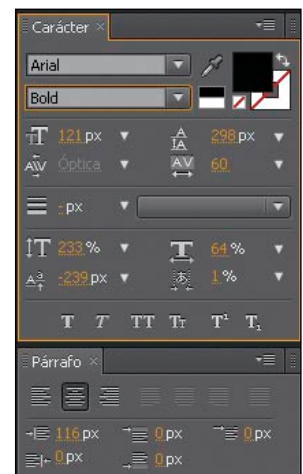 Carácter
Arial
Bold
121 px 298 px
Óptica 60
- px
233 % 64 %
-239 px 1 %
T T TT Tт T¹ T₁
Párrafo
116 px 0 px 0 px
0 px 0 px